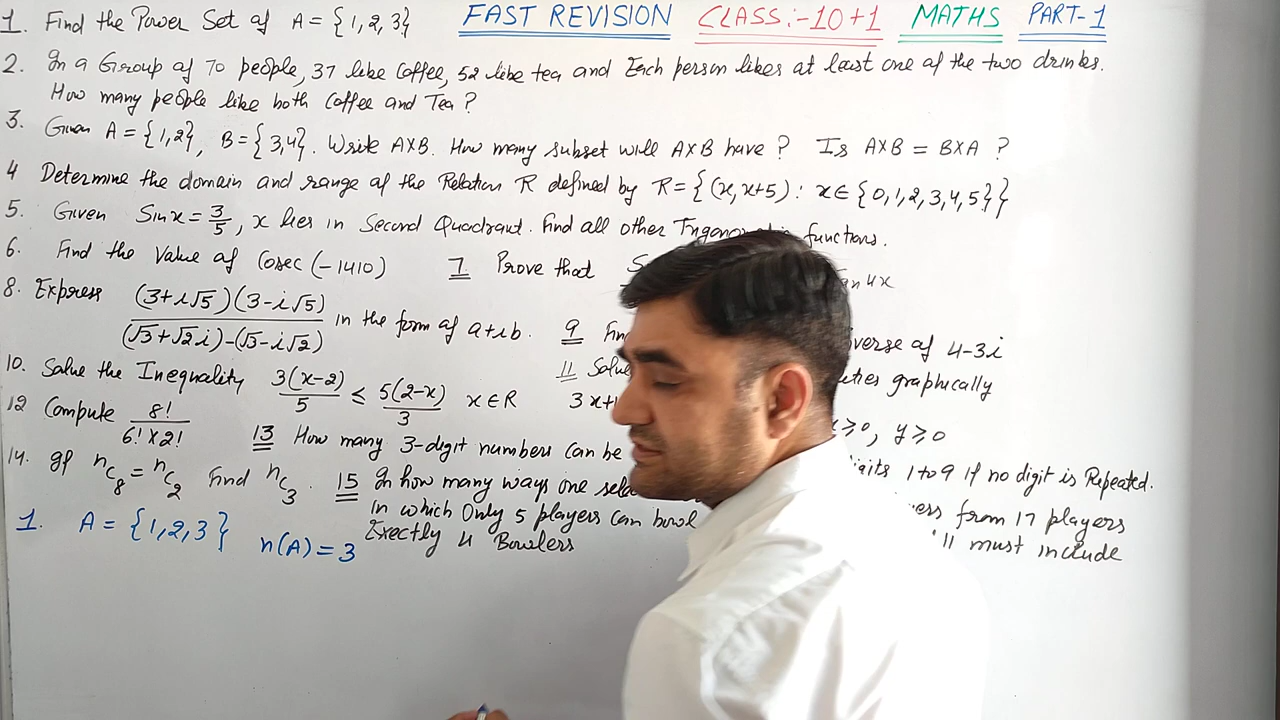 FAST REVISION CLASS:-10+1 MATHS PART-1
1. Find the Power Set of A = {1,2,3}
2. In a Group of 70 people, 37 like Coffee, 52 like tea and Each person likes at least one of the two drinks.
How many people like both Coffee and Tea ?
3. Given A = {1,2}, B = {3,4}. Write A×B. How many subset will A×B have ? Is A×B = B×A ?
4 Determine the domain and range of the Relation R defined by R = {(x, x+5) : x ∈ {0,1,2,3,4,5}}
5. Given Sin x = 3/5, x lies in Second Quadrant. Find all other functions.
6. Find the Value of Cosec (-1410) 7. Prove that 4x
8. Express (3+i√5)(3-i√5)/(√3+√2i)-(√3-i√2) in the form of a+ib. 9 of 4-3i
10. Solve the Inequality 3(x-2)/5 ≤ 5(2-x)/3 x ∈ R 11 graphically
3x+ ≥0, y≥0
12 Compute 8!/6!×2! 13 How many 3-digit numbers can be 1 to 9 if no digit is Repeated.
14. If ⁿC₈ = ⁿC₂ Find ⁿC₃. 15 In how many ways one from 17 players
in which Only 5 players can bowl 11 must include
Exectly 4 Bowlers
1. A = {1,2,3} n(A) = 3